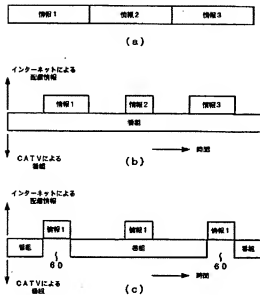 情報1 情報2 情報3
(a)
インターネットによる
配信情報
情報1 情報2 情報3
番組
時間
CATVによる
番組
(b)
インターネットによる
配信情報
情報1 情報1 情報1
番組 番組 番組
60 60
時間
CATVによる
番組
(c)